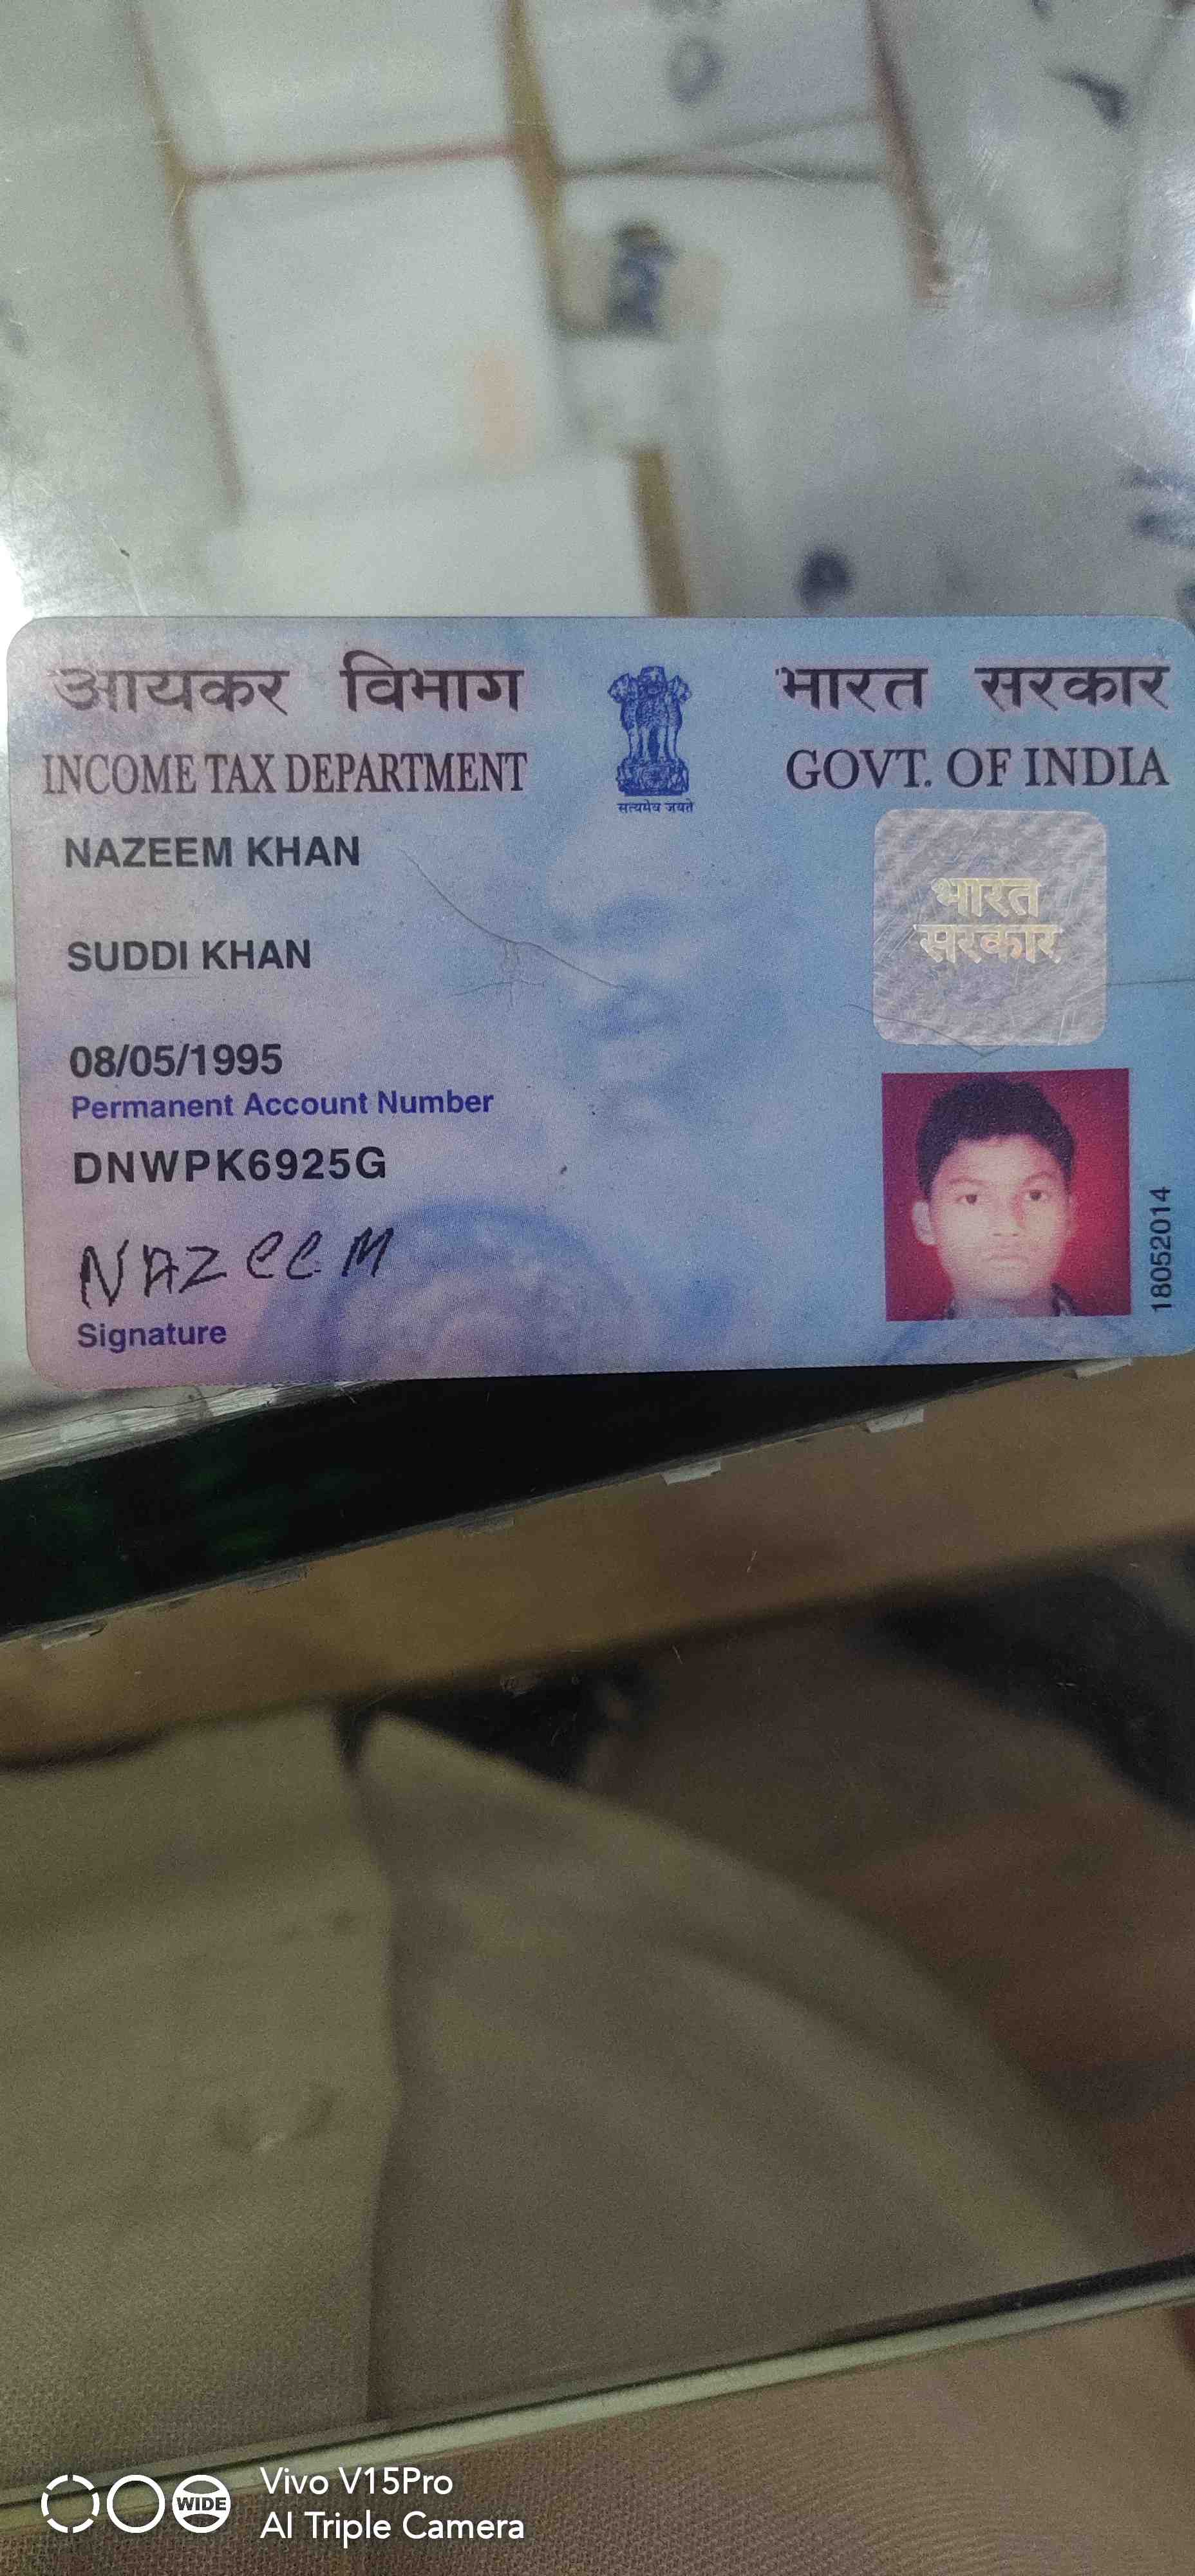 आयकर विभाग
भारत सरकार
INCOME TAX DEPARTMENT
GOVT. OF INDIA
सत्यमेव जयते
NAZEEM KHAN
भारत
सरकार
SUDDI KHAN
08/05/1995
Permanent Account Number
DNWPK6925G
NAZEEM
Signature
18052014
WIDE
Vivo V15Pro
AI Triple Camera